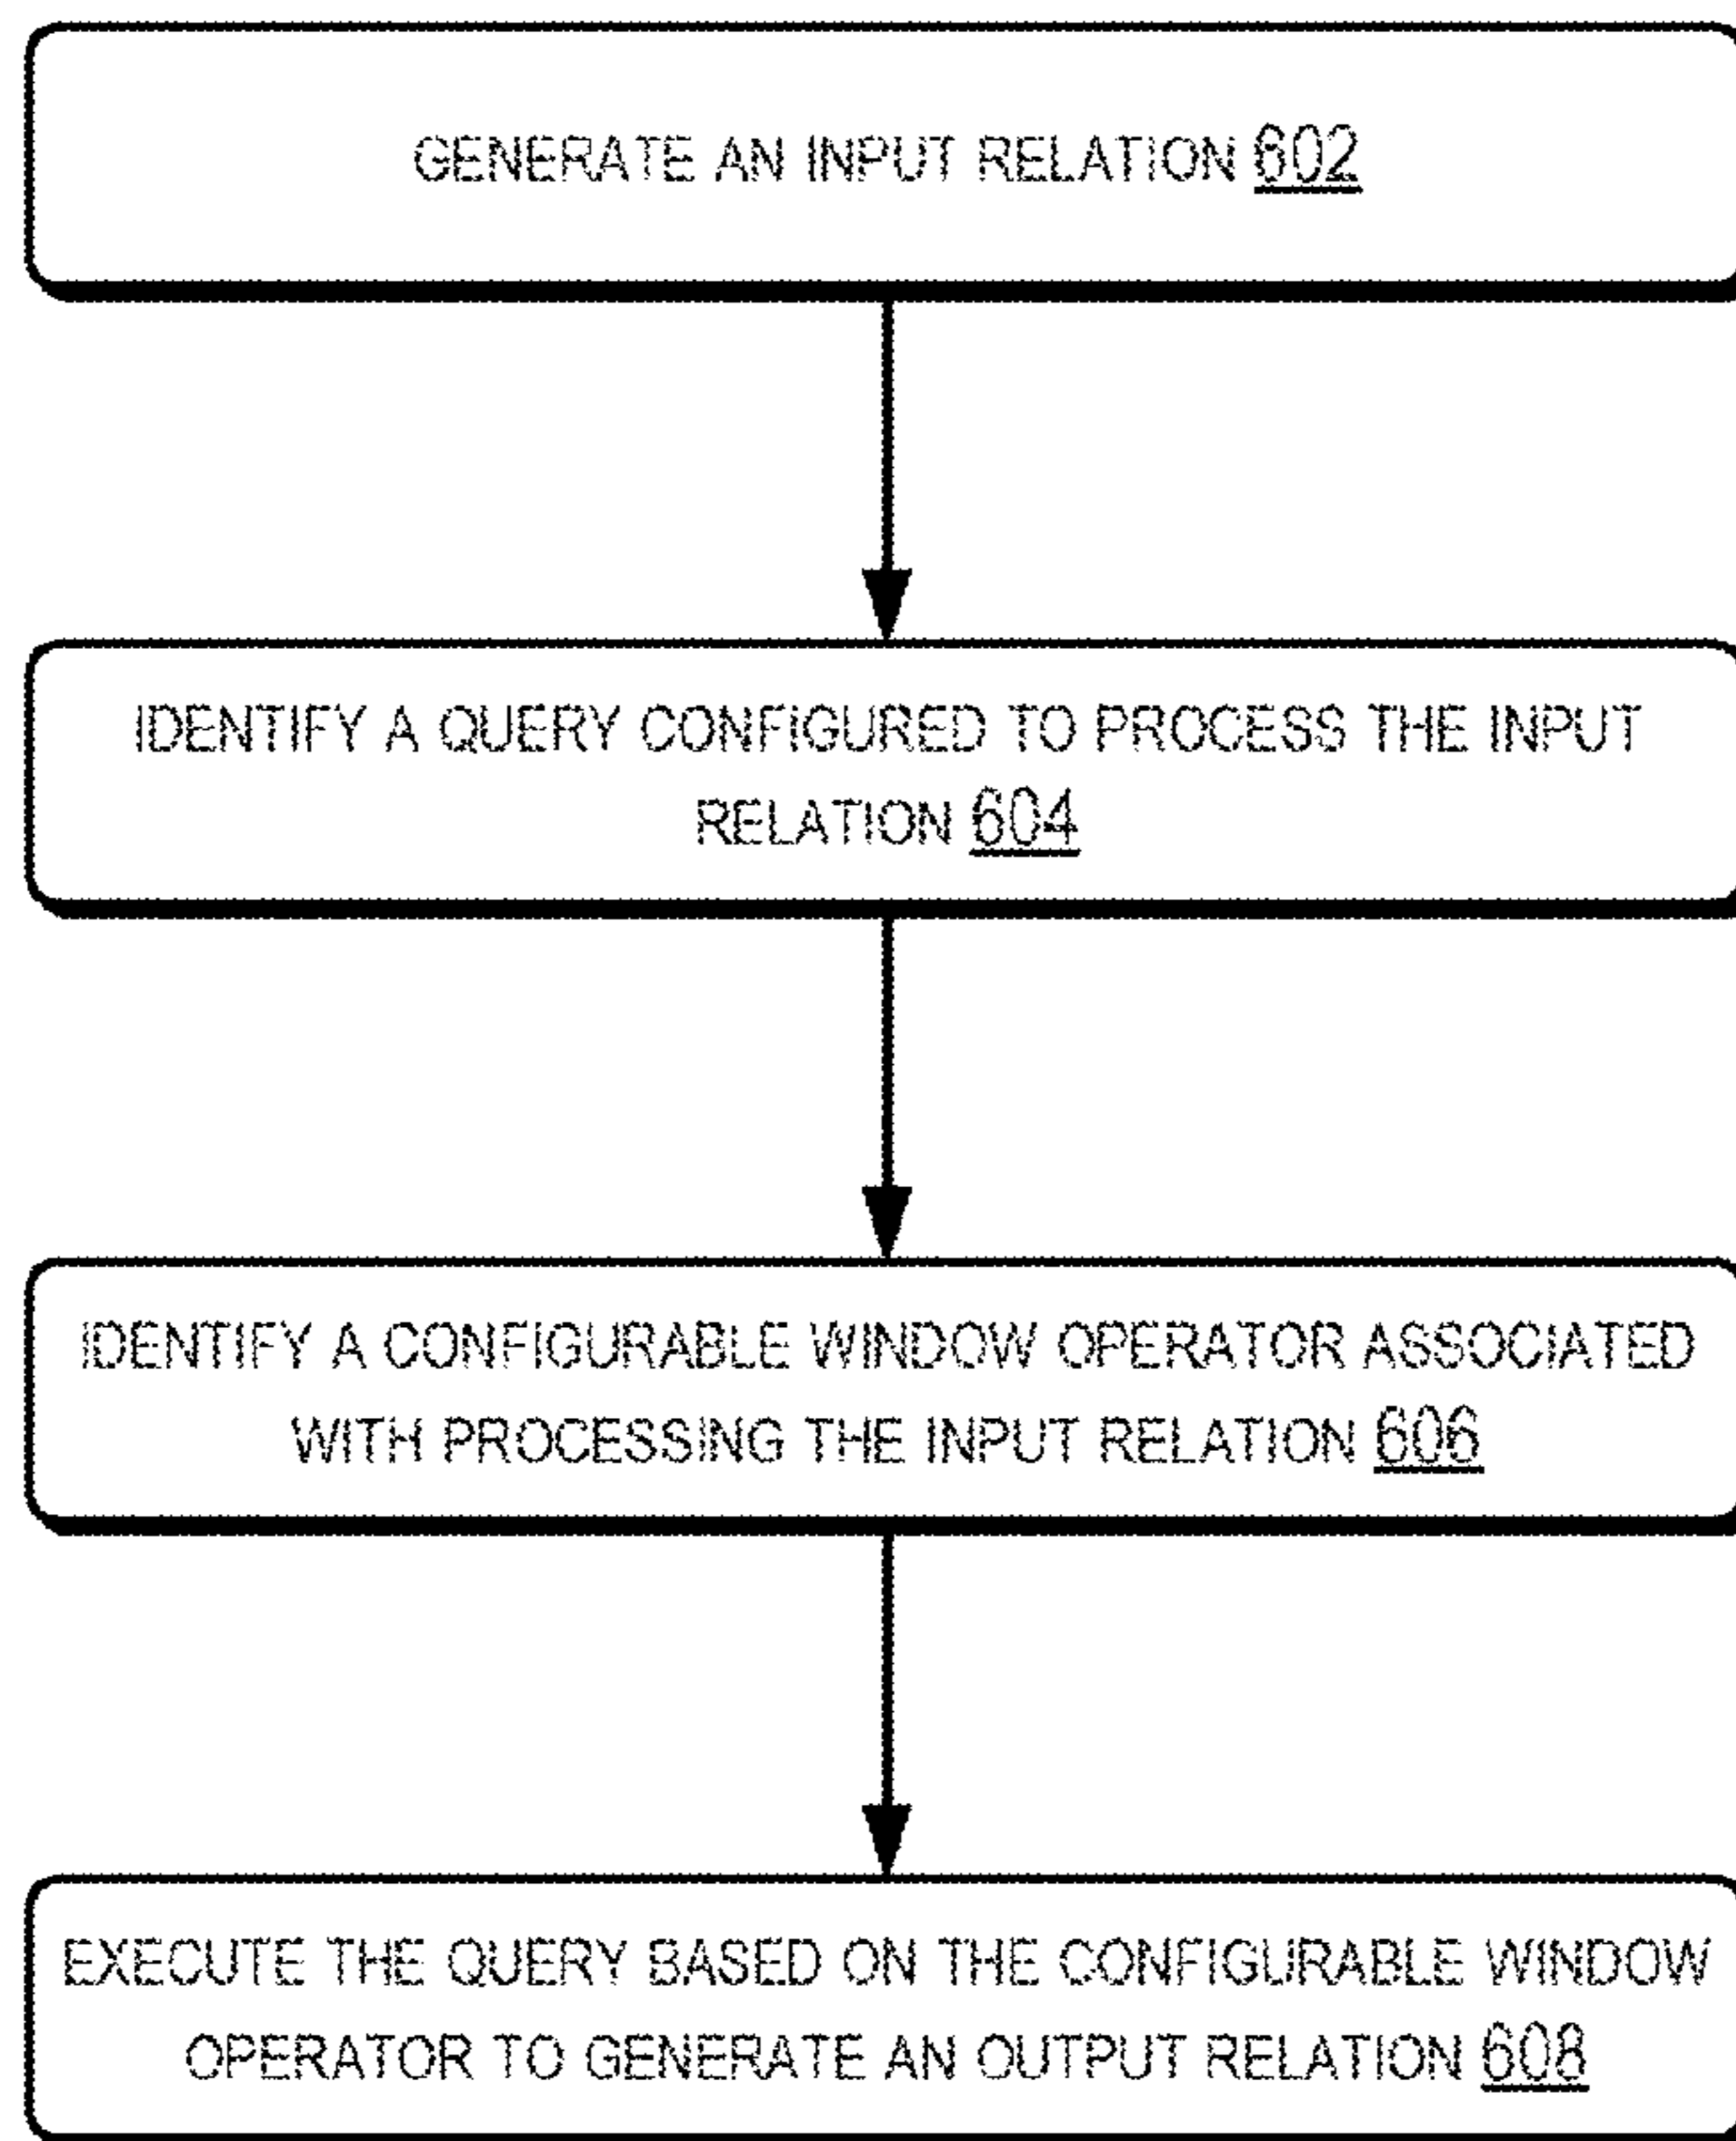 GENERATE AN INPUT RELATION 602
IDENTIFY A QUERY CONFIGURED TO PROCESS THE INPUT
RELATION 604
IDENTIFY A CONFIGURABLE WINDOW OPERATOR ASSOCIATED
WITH PROCESSING THE INPUT RELATION 606
EXECUTE THE QUERY BASED ON THE CONFIGURABLE WINDOW
OPERATOR TO GENERATE AN OUTPUT RELATION 608